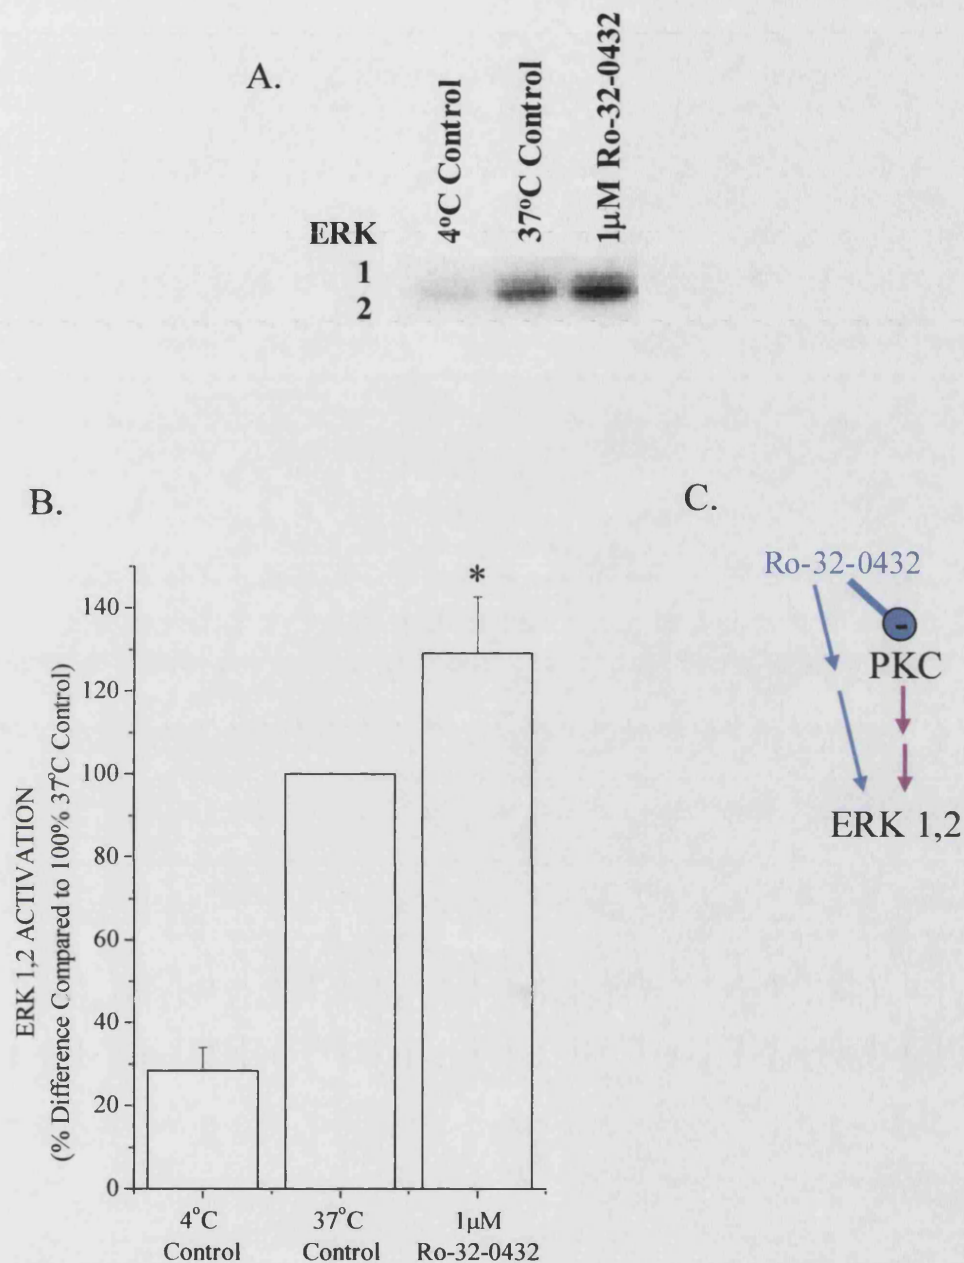 A.
4°C Control
37°C Control
1μM Ro-32-0432
ERK
1
2
B.
ERK 1,2 ACTIVATION
(% Difference Compared to 100% 37°C Control)
140
120
100
80
60
40
20
0
*
4°C
Control
37°C
Control
1μM
Ro-32-0432
C.
Ro-32-0432
-
PKC
ERK 1,2